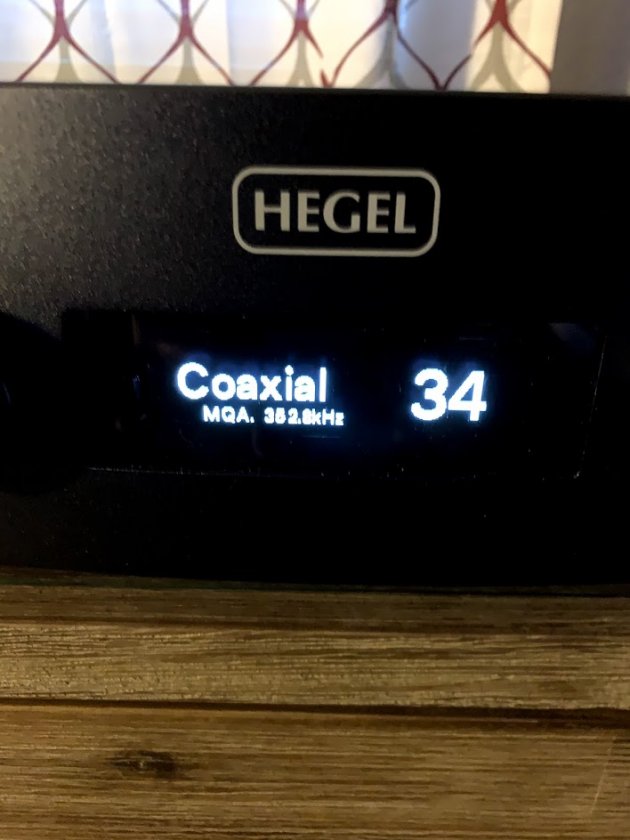 HEGEL
Coaxial 34
MQA. 352.8kHz